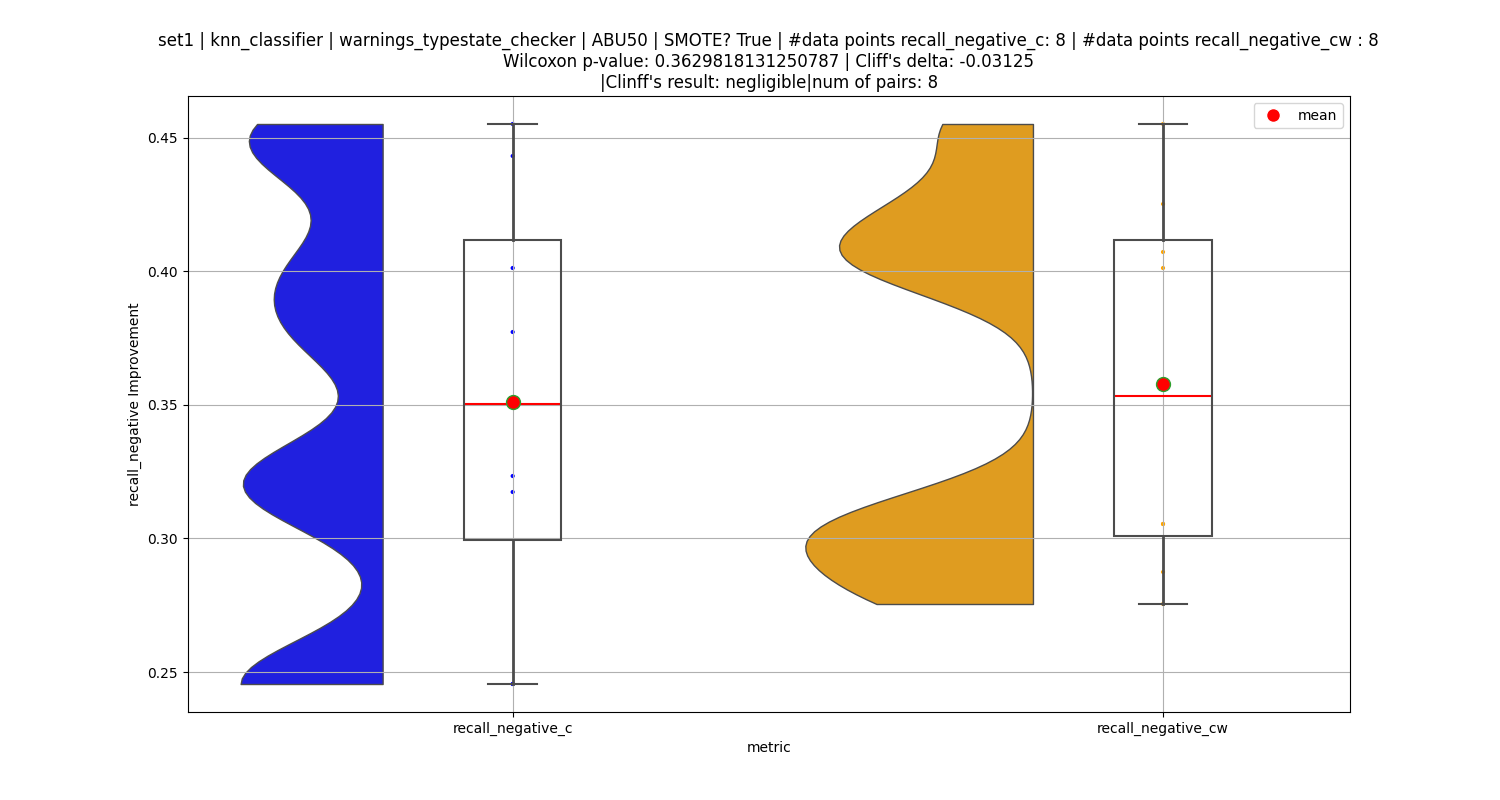 set1 | knn_classifier | warnings_typestate_checker | ABU50 | SMOTE? True | #data points recall_negative_c: 8 | #data points recall_negative_cw : 8
Wilcoxon p-value: 0.3629818131250787 | Cliff's delta: -0.03125
|Clinff's result: negligible|num of pairs: 8
mean
0.45
0.40
0.35
0.30
0.25
recall_negative Improvement
recall_negative_c
recall_negative_cw
metric